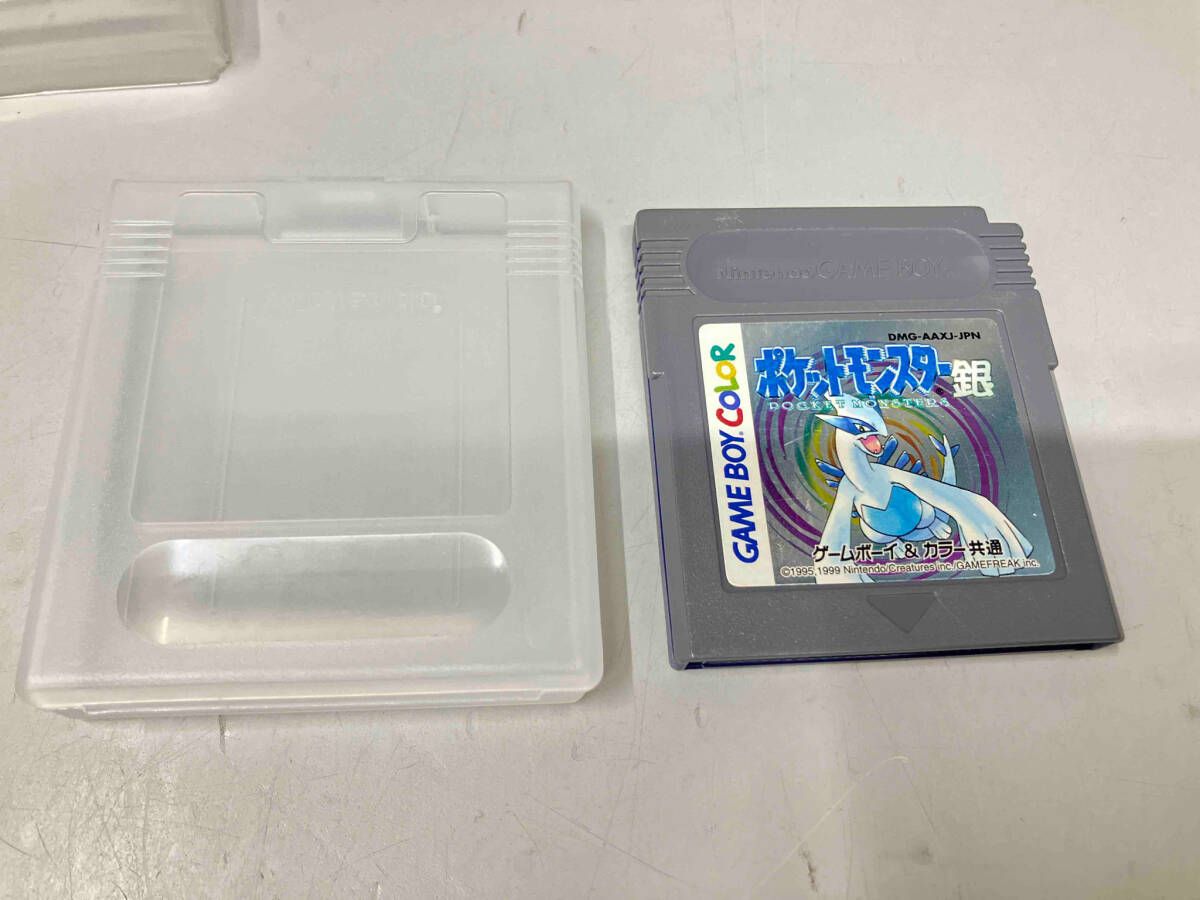 Nintendo GAME BOY
DMG-AAXJ-JPN
ポケットモンスター銀
POCKET MONSTERS
GAME BOY COLOR
ゲームボーイ & カラー共通
©1995,1999 Nintendo/Creatures inc./GAMEFREAK inc.